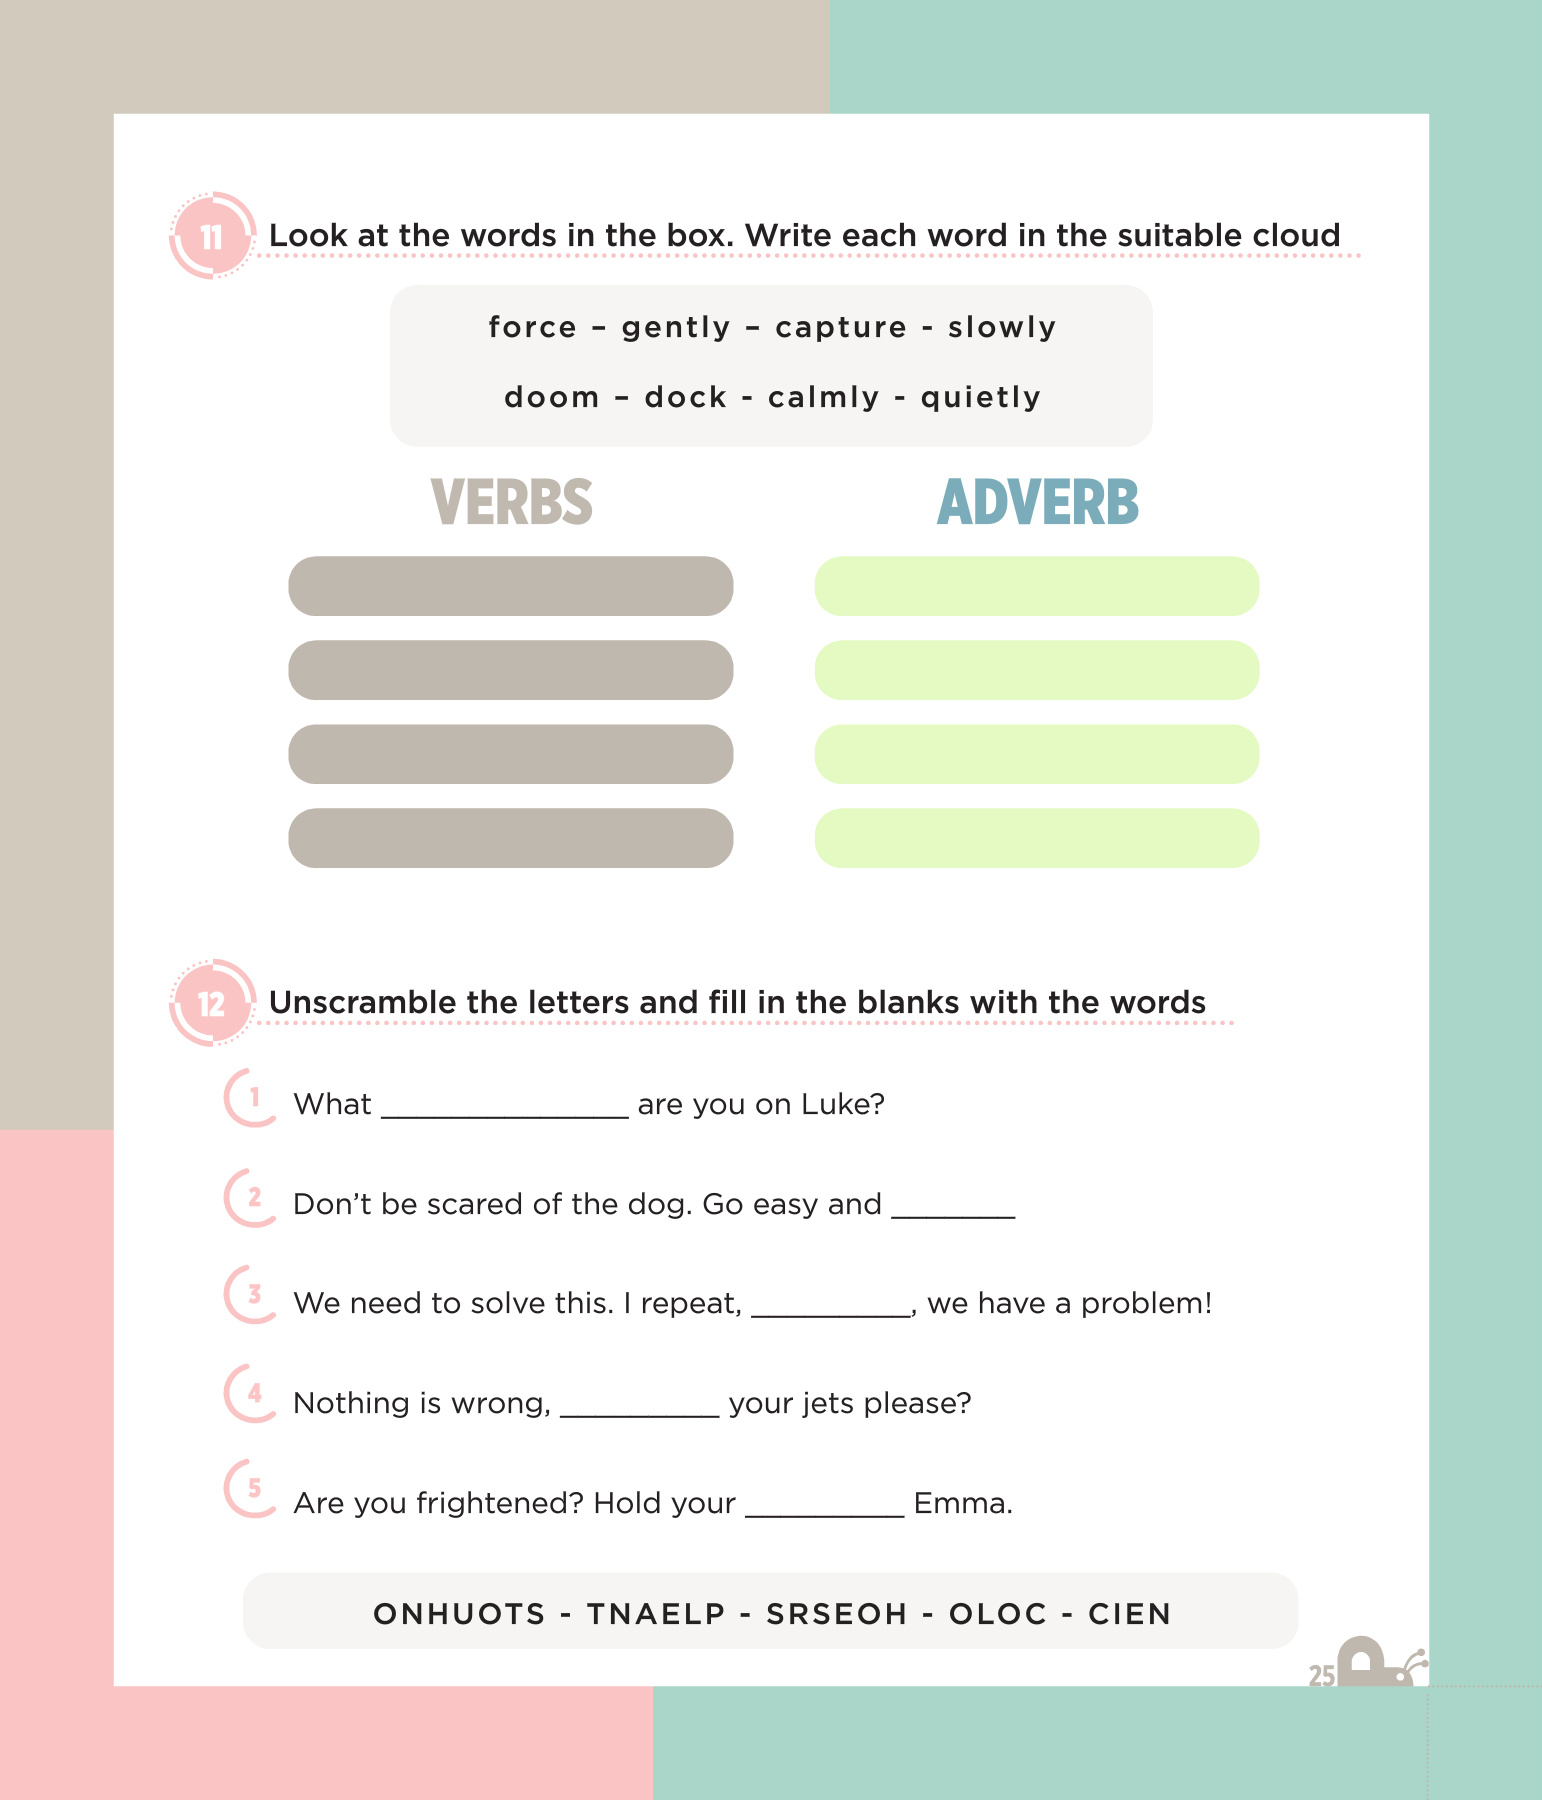 11 Look at the words in the box. Write each word in the suitable cloud
force – gently – capture - slowly
doom – dock - calmly - quietly
VERBS ADVERB
12 Unscramble the letters and fill in the blanks with the words
1 What ______________ are you on Luke?
2 Don’t be scared of the dog. Go easy and _______
3 We need to solve this. I repeat, _________, we have a problem!
4 Nothing is wrong, _________ your jets please?
5 Are you frightened? Hold your _________ Emma.
ONHUOTS - TNAELP - SRSEOH - OLOC - CIEN
25